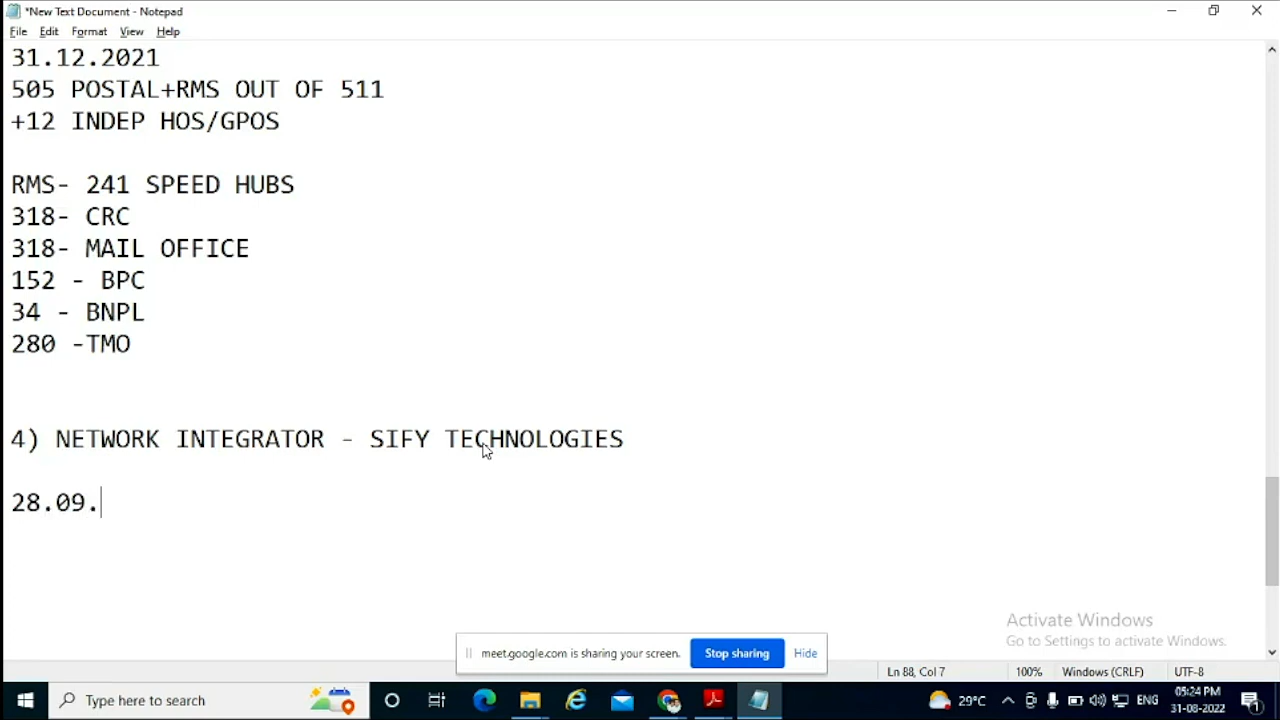 *New Text Document - Notepad
File Edit Format View Help
31.12.2021
505 POSTAL+RMS OUT OF 511
+12 INDEP HOS/GPOS
RMS- 241 SPEED HUBS
318- CRC
318- MAIL OFFICE
152 - BPC
34 - BNPL
280 -TMO
4) NETWORK INTEGRATOR - SIFY TECHNOLOGIES
28.09.
Activate Windows
Go to Settings to activate Windows.
meet.google.com is sharing your screen. Stop sharing Hide
Ln 88, Col 7 100% Windows (CRLF) UTF-8
Type here to search 29°C ENG 05:24 PM
31-08-2022 1